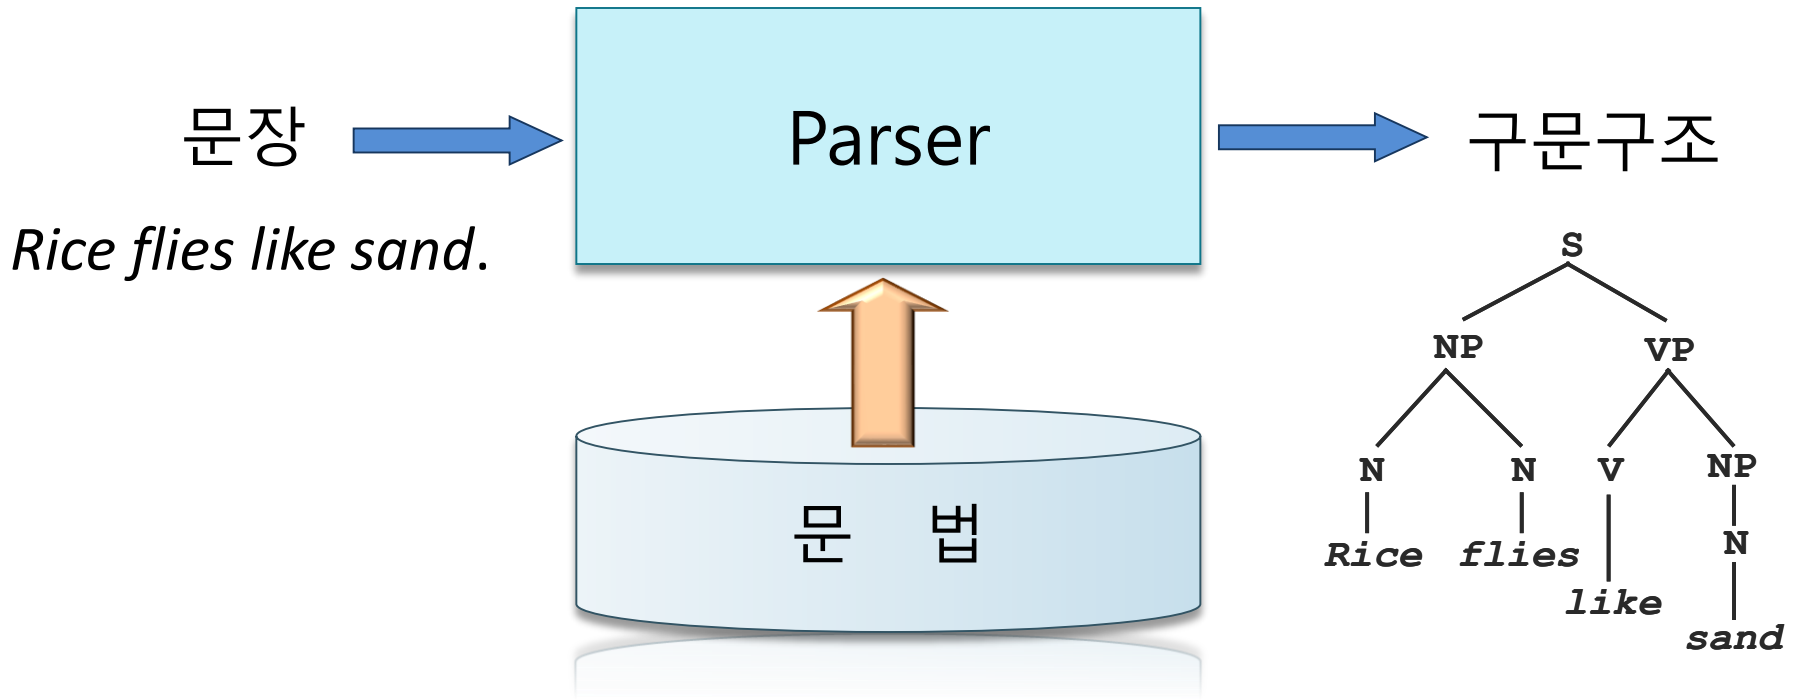 문장
Parser
구문구조
Rice flies like sand.
문 법
S
NP VP
N N V NP
Rice flies N
like
sand